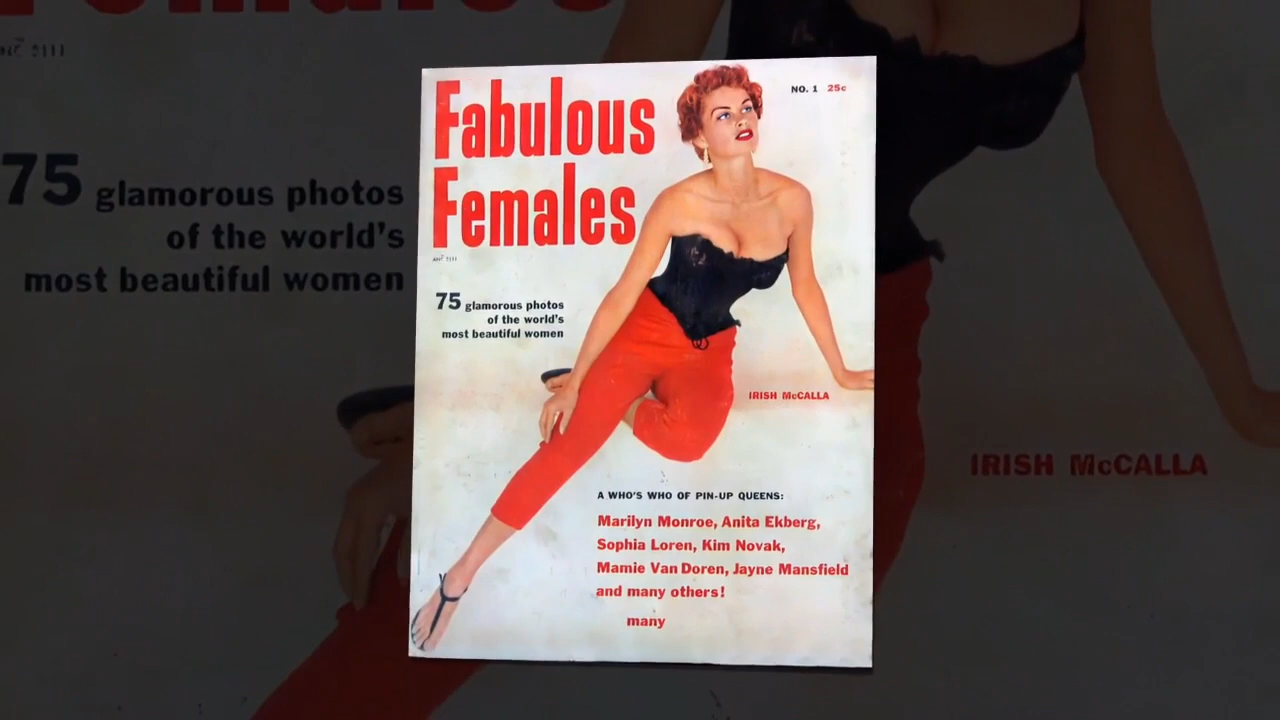 Fabulous
Females
NO. 1 25c
75 glamorous photos
of the world's
most beautiful women
IRISH McCALLA
A WHO'S WHO OF PIN-UP QUEENS:
Marilyn Monroe, Anita Ekberg,
Sophia Loren, Kim Novak,
Mamie Van Doren, Jayne Mansfield
and many others!
many
75 glamorous photos
of the world's
most beautiful women
IRISH McCALLA